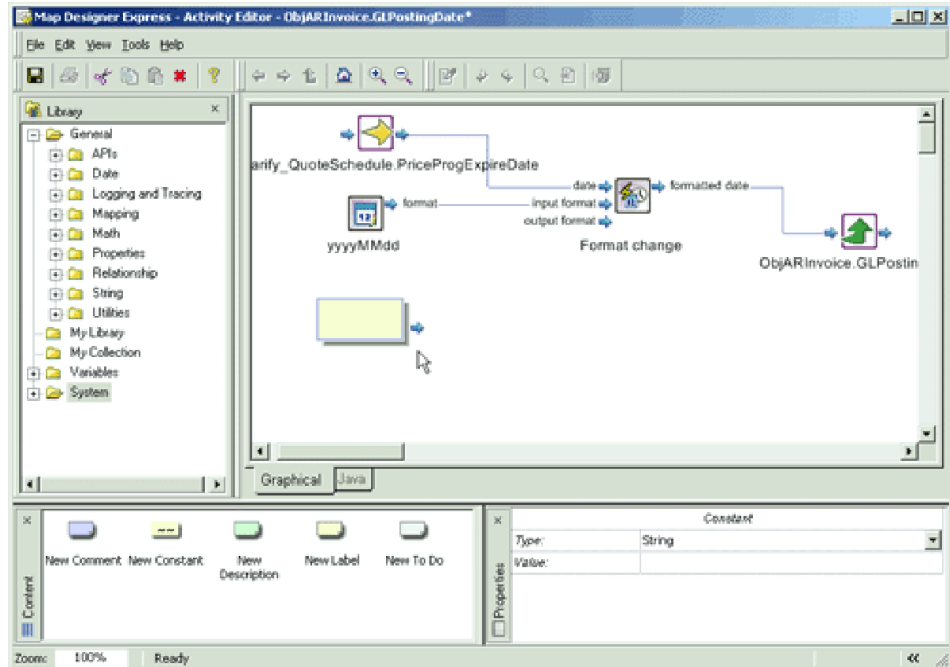 Map Designer Express - Activity Editor - ObjARInvoice.GLPostingDate*
File Edit View Tools Help
Library
General
APIs
Date
Logging and Tracing
Mapping
Math
Properties
Relationship
String
Utilities
My Library
My Collection
Variables
System
arify_QuoteSchedule.PriceProgExpireDate
format
yyyyMMdd
date
input format
output format
formatted date
Format change
ObjARInvoice.GLPostin
Graphical Java
Content
New Comment New Constant New Description New Label New To Do
Properties
Constant
Type: String
Value:
Zoom: 100% Ready